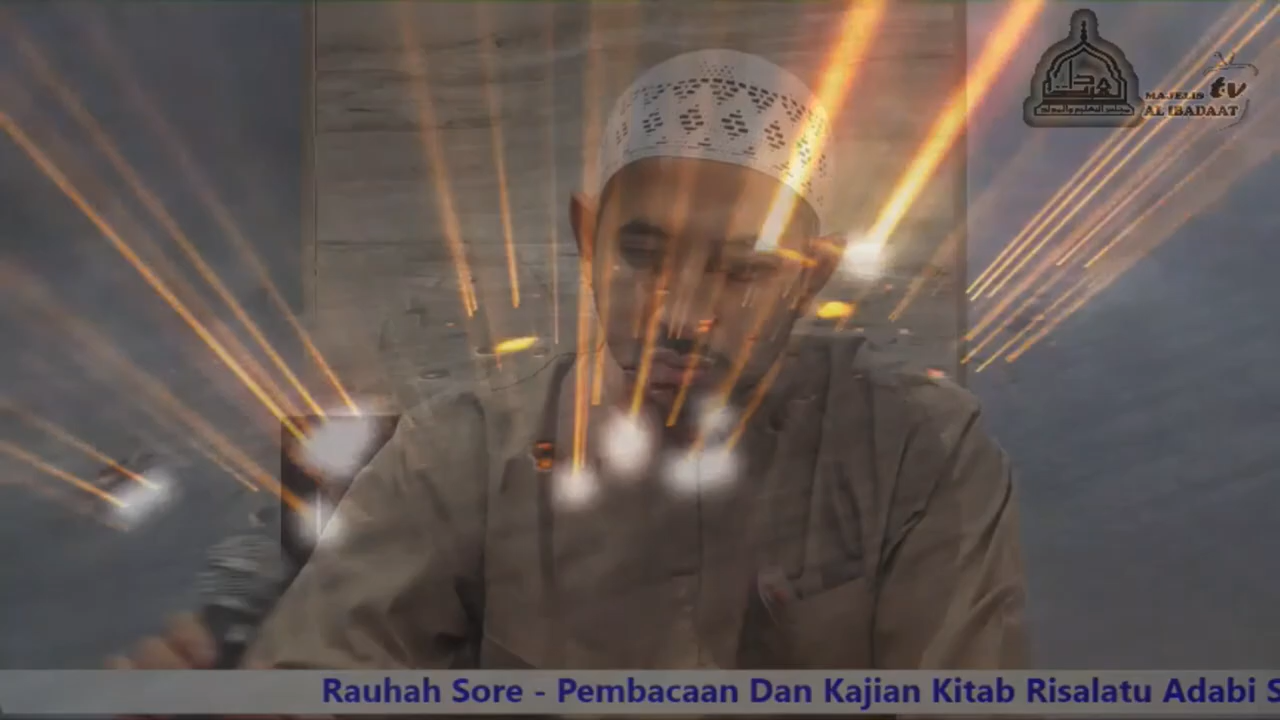 MAJELIS tv
AL IBADAAT
Rauhah Sore - Pembacaan Dan Kajian Kitab Risalatu Adabi S